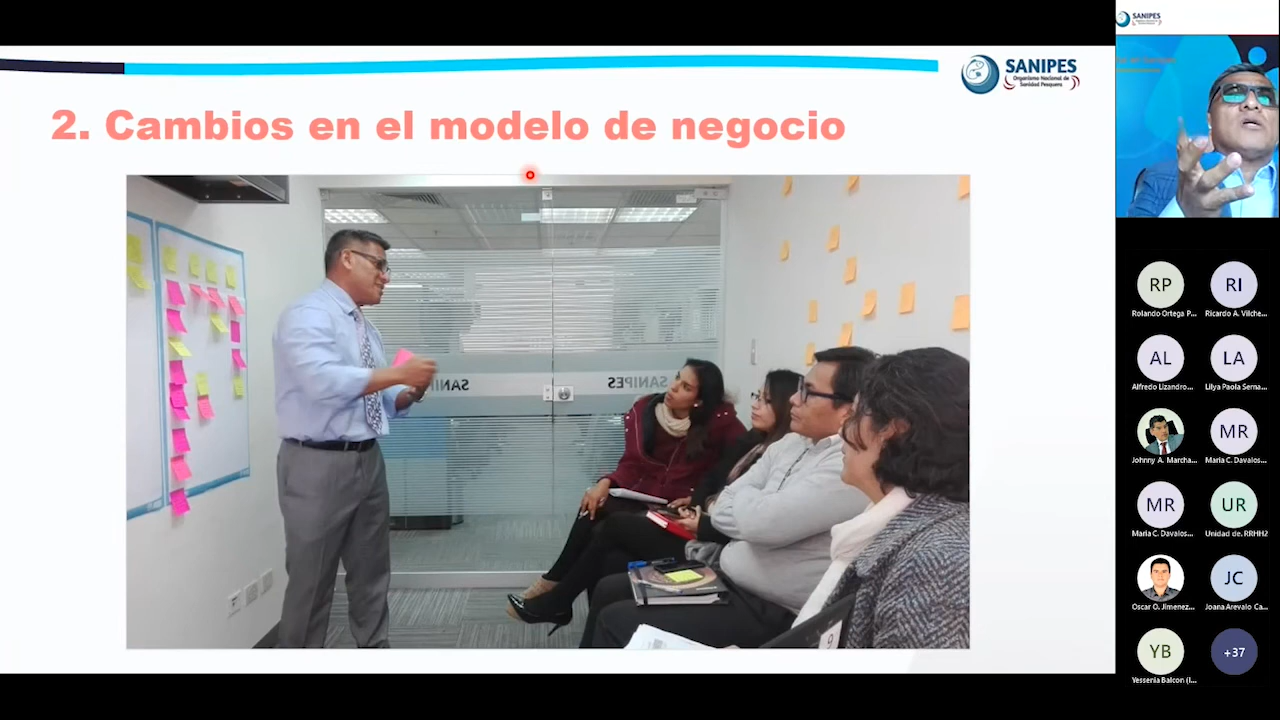 SANIPES
Organismo Nacional de
Sanidad Pesquera
2. Cambios en el modelo de negocio
SANIPES
SANIPES
9
SANIPES
RP
Rolando Ortega P...
RI
Ricardo A. Vilche...
AL
Alfredo Lizandro...
LA
Lilya Paola Serna...
Johnny A. Marcha...
MR
Maria C. Davalos...
MR
Maria C. Davalos...
UR
Unidad de. RRHH2
Oscar O. Jimenez...
JC
Joana Arevalo Ca...
YB
Yessenia Balcon (I...
+37